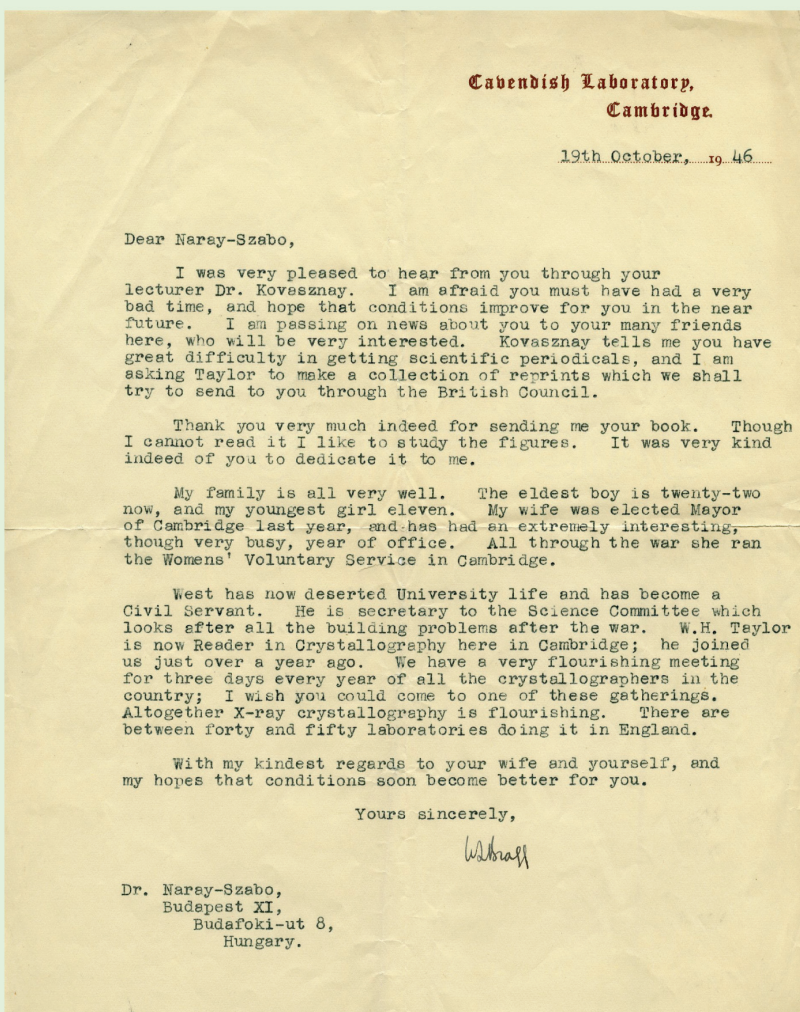 Cavendish Laboratory,
Cambridge.
19th October, 1946
Dear Naray-Szabo,
I was very pleased to hear from you through your
lecturer Dr. Kovasznay. I am afraid you must have had a very
bad time, and hope that conditions improve for you in the near
future. I am passing on news about you to your many friends
here, who will be very interested. Kovasznay tells me you have
great difficulty in getting scientific periodicals, and I am
asking Taylor to make a collection of reprints which we shall
try to send to you through the British Council.
Thank you very much indeed for sending me your book. Though
I cannot read it I like to study the figures. It was very kind
indeed of you to dedicate it to me.
My family is all very well. The eldest boy is twenty-two
now, and my youngest girl eleven. My wife was elected Mayor
of Cambridge last year, and has had an extremely interesting,
though very busy, year of office. All through the war she ran
the Womens' Voluntary Service in Cambridge.
West has now deserted University life and has become a
Civil Servant. He is secretary to the Science Committee which
looks after all the building problems after the war. W.H. Taylor
is now Reader in Crystallography here in Cambridge; he joined
us just over a year ago. We have a very flourishing meeting
for three days every year of all the crystallographers in the
country; I wish you could come to one of these gatherings.
Altogether X-ray crystallography is flourishing. There are
between forty and fifty laboratories doing it in England.
With my kindest regards to your wife and yourself, and
my hopes that conditions soon become better for you.
Yours sincerely,
WLBragg
Dr. Naray-Szabo,
Budapest XI,
Budafoki-ut 8,
Hungary.